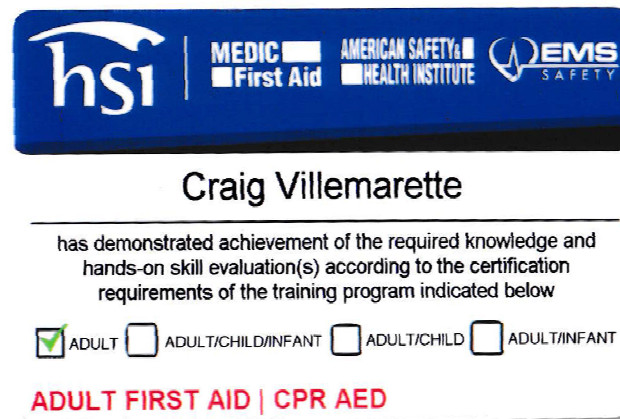 hsi
MEDIC
First Aid
AMERICAN SAFETY&
HEALTH INSTITUTE
EMS
SAFETY
Craig Villemarette
has demonstrated achievement of the required knowledge and
hands-on skill evaluation(s) according to the certification
requirements of the training program indicated below
ADULT ADULT/CHILD/INFANT ADULT/CHILD ADULT/INFANT
ADULT FIRST AID | CPR AED